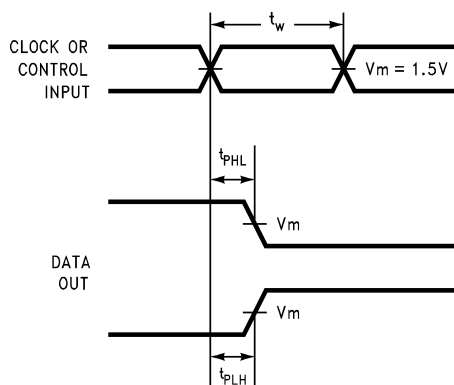 t_w
CLOCK OR
CONTROL
INPUT
Vm = 1.5V
t_PHL
Vm
DATA
OUT
Vm
t_PLH